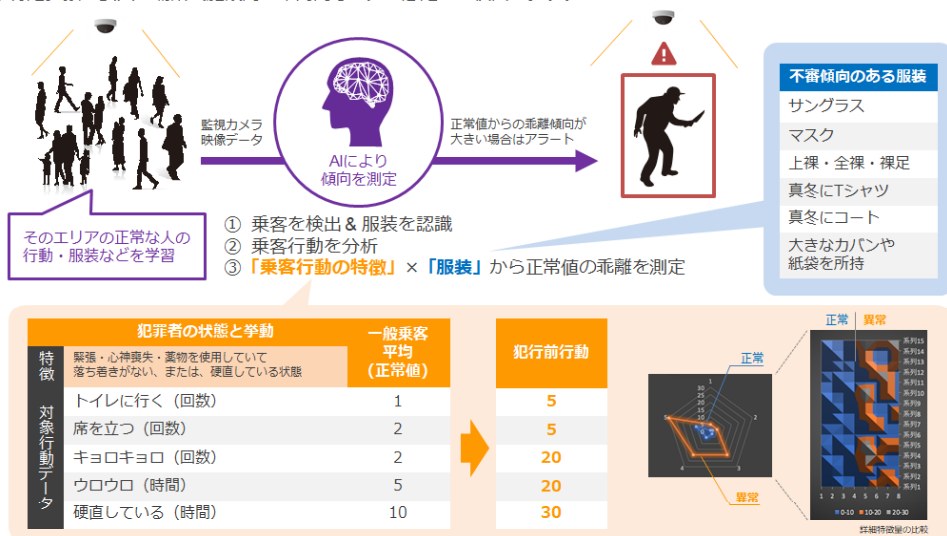 監視カメラ
映像データ
AIにより
傾向を測定
正常値からの乖離傾向が
大きい場合はアラート
そのエリアの正常な人の
行動・服装などを学習
① 乗客を検出 & 服装を認識
② 乗客行動を分析
③「乗客行動の特徴」×「服装」から正常値の乖離を測定
不審傾向のある服装
サングラス
マスク
上裸・全裸・裸足
真冬にTシャツ
真冬にコート
大きなカバンや
紙袋を所持
犯罪者の状態と挙動
一般乗客
平均
(正常値)
特徴
緊張・心神喪失・薬物を使用していて
落ち着きがない、または、硬直している状態
対象行動データ
トイレに行く(回数) 1
席を立つ(回数) 2
キョロキョロ(回数) 2
ウロウロ(時間) 5
硬直している(時間) 10
犯行前行動
5
5
20
20
30
正常
異常
30
25
20
15
10
1
2
3
4
5
正常 異常
系列15
系列14
系列13
系列12
系列11
系列10
系列9
系列8
系列7
系列6
系列5
系列4
系列3
系列2
系列1
1 2 3 4 5 6 7 8
0-10 10-20 20-30
詳細特徴量の比較